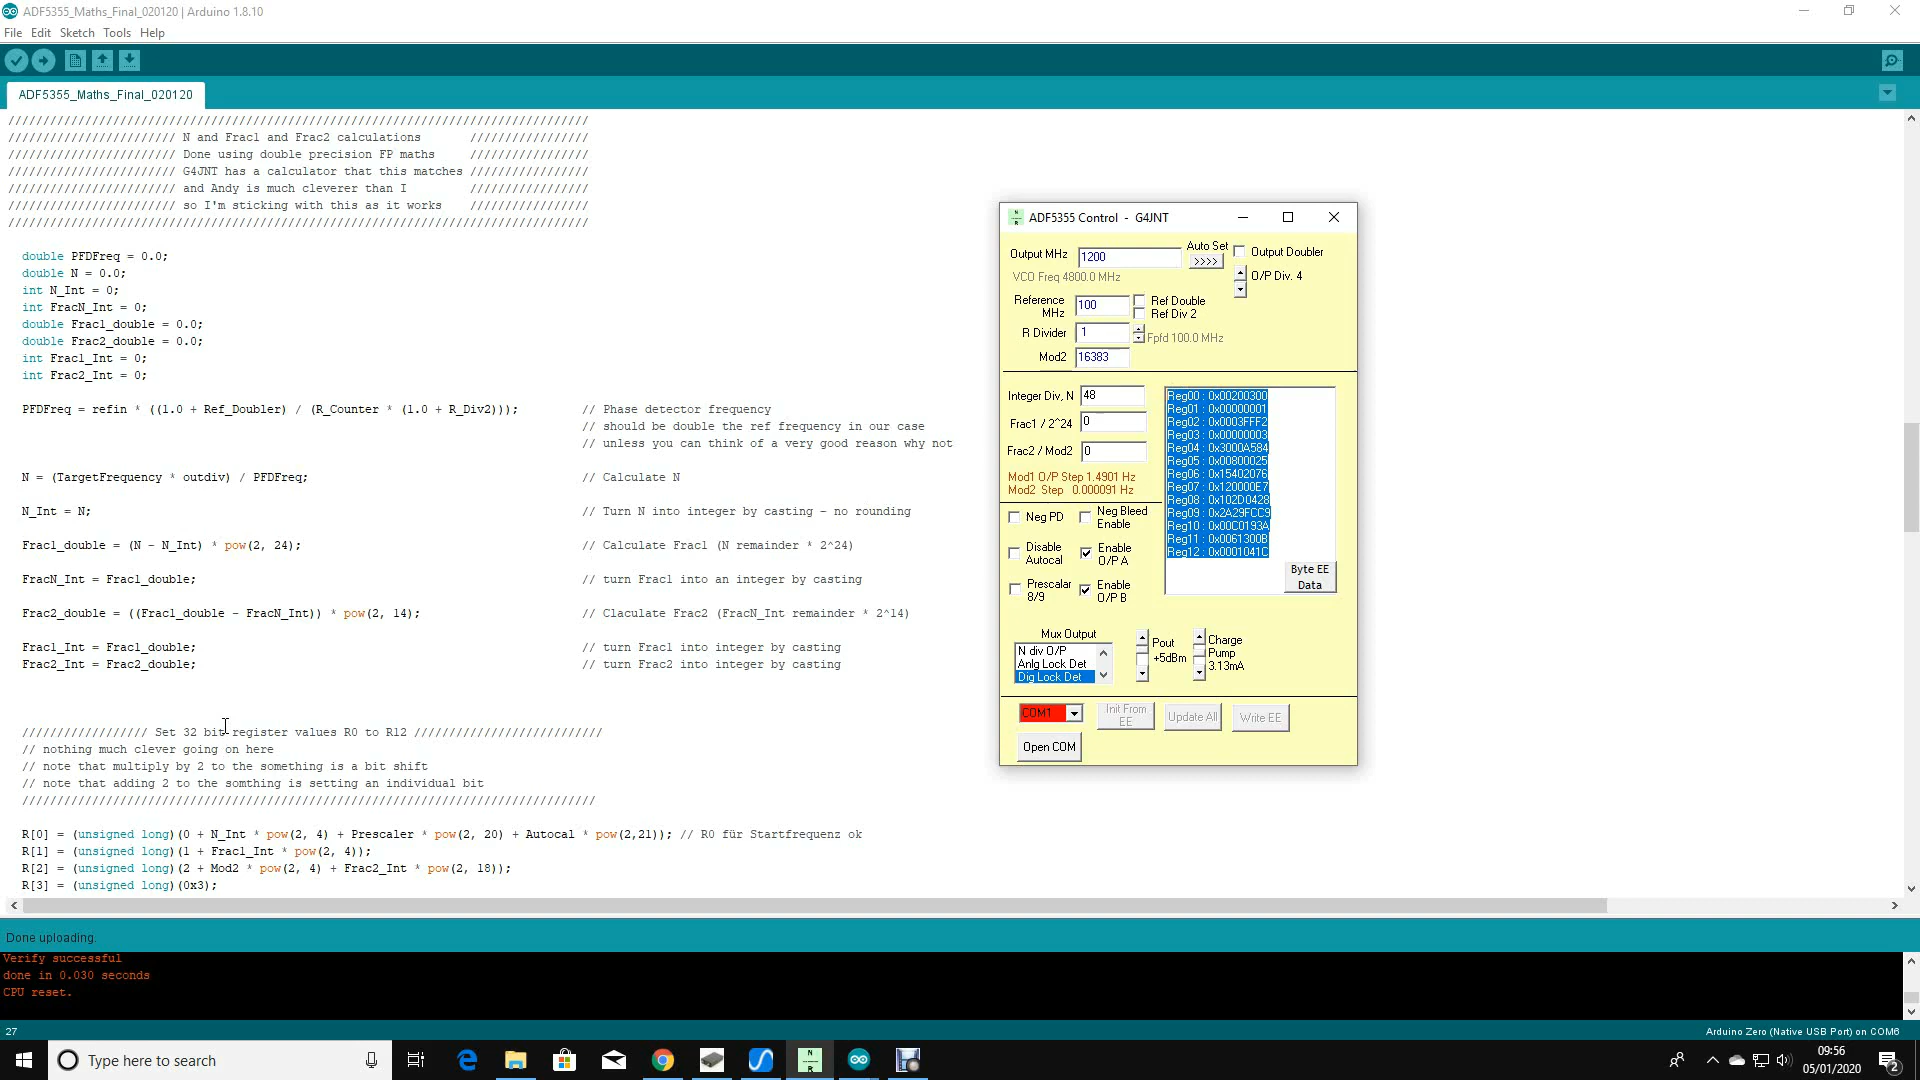 ADF5355_Maths_Final_020120 | Arduino 1.8.10
File Edit Sketch Tools Help
ADF5355_Maths_Final_020120
///////////////////////////////////////////////////////////////////////////////////
//////////////////////// N and Frac1 and Frac2 calculations /////////////////
//////////////////////// Done using double precision FP maths /////////////////
//////////////////////// G4JNT has a calculator that this matches /////////////////
//////////////////////// and Andy is much cleverer than I /////////////////
//////////////////////// so I'm sticking with this as it works /////////////////
///////////////////////////////////////////////////////////////////////////////////
double PFDFreq = 0.0;
double N = 0.0;
int N_Int = 0;
int FracN_Int = 0;
double Frac1_double = 0.0;
double Frac2_double = 0.0;
int Frac1_Int = 0;
int Frac2_Int = 0;
PFDFreq = refin * ((1.0 + Ref_Doubler) / (R_Counter * (1.0 + R_Div2))); // Phase detector frequency
// should be double the ref frequency in our case
// unless you can think of a very good reason why not
N = (TargetFrequency * outdiv) / PFDFreq; // Calculate N
N_Int = N; // Turn N into integer by casting - no rounding
Frac1_double = (N - N_Int) * pow(2, 24); // Calculate Frac1 (N remainder * 2^24)
FracN_Int = Frac1_double; // turn Frac1 into an integer by casting
Frac2_double = ((Frac1_double - FracN_Int)) * pow(2, 14); // Claculate Frac2 (FracN_Int remainder * 2^14)
Frac1_Int = Frac1_double; // turn Frac1 into integer by casting
Frac2_Int = Frac2_double; // turn Frac2 into integer by casting
////////////////// Set 32 bit register values R0 to R12 ///////////////////////////
// nothing much clever going on here
// note that multiply by 2 to the something is a bit shift
// note that adding 2 to the somthing is setting an individual bit
//////////////////////////////////////////////////////////////////////////////////
R[0] = (unsigned long)(0 + N_Int * pow(2, 4) + Prescaler * pow(2, 20) + Autocal * pow(2,21)); // R0 für Startfrequenz ok
R[1] = (unsigned long)(1 + Frac1_Int * pow(2, 4));
R[2] = (unsigned long)(2 + Mod2 * pow(2, 4) + Frac2_Int * pow(2, 18));
R[3] = (unsigned long)(0x3);
ADF5355 Control - G4JNT
Output MHz 1200 Auto Set >>>> Output Doubler
VCO Freq 4800.0 MHz O/P Div. 4
Reference MHz 100 Ref Double
Ref Div 2
R Divider 1 Fpfd 100.0 MHz
Mod2 16383
Integer Div, N 48
Frac1 / 2^24 0
Frac2 / Mod2 0
Mod1 O/P Step 1.4901 Hz
Mod2 Step 0.000091 Hz
Reg00 : 0x00200300
Reg01 : 0x00000001
Reg02 : 0x0003FFF2
Reg03 : 0x00000003
Reg04 : 0x3000A584
Reg05 : 0x00800025
Reg06 : 0x15402076
Reg07 : 0x120000E7
Reg08 : 0x102D0428
Reg09 : 0x2A29FCC9
Reg10 : 0x00C0193A
Reg11 : 0x0061300B
Reg12 : 0x0001041C
Byte EE Data
Neg PD Neg Bleed Enable
Disable Autocal Enable O/P A
Prescalar 8/9 Enable O/P B
Mux Output
N div O/P
Anlg Lock Det
Dig Lock Det
Pout +5dBm
Charge Pump 3.13mA
COM1 Init From EE Update All Write EE
Open COM
Done uploading.
Verify successful
done in 0.030 seconds
CPU reset.
27 Arduino Zero (Native USB Port) on COM6
Type here to search
09:56
05/01/2020
2